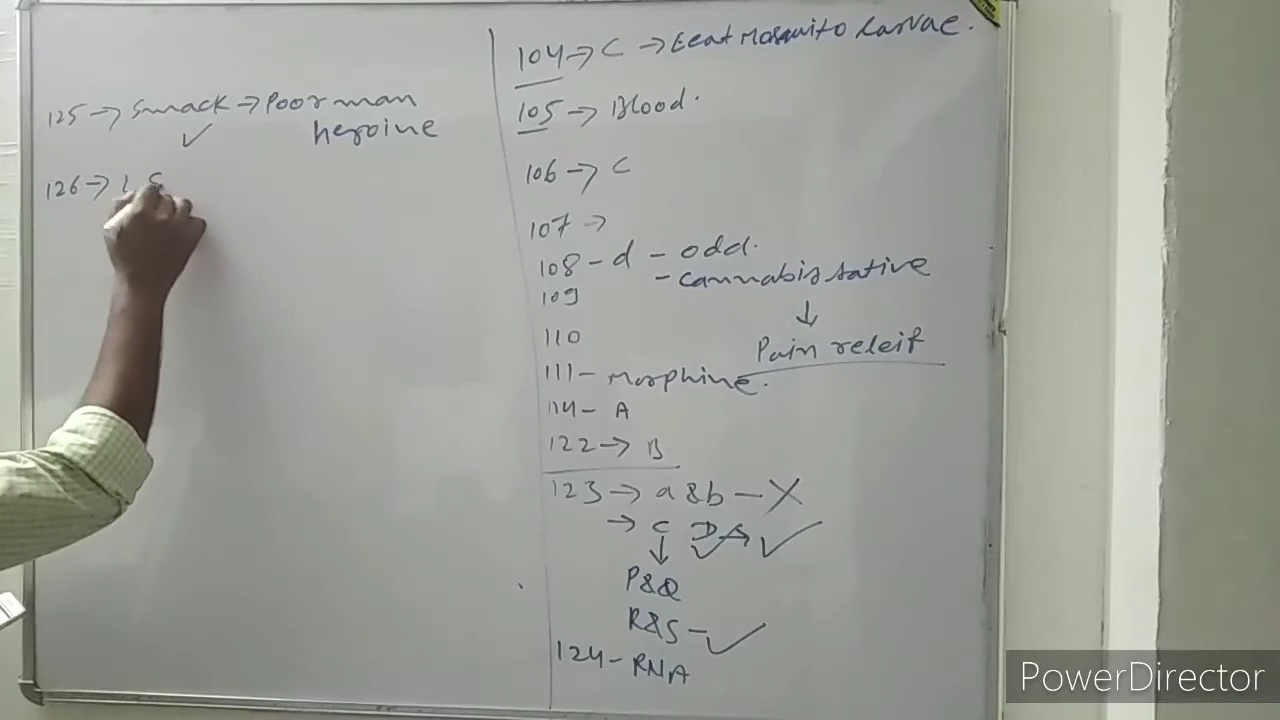 125 → Smack → Poor man
heroine
126 → L S
104 → C → Eeat Mosquito Larvae.
105 → Blood.
106 → C
107 →
108 - d - odd.
- Cannabis sative
109
↓
110
Pain releif
111 - Morphine.
114 - A
122 → B
123 → a & b - X
→ C
↓
P&Q
R&S - ✓
124 - RNA
PowerDirector